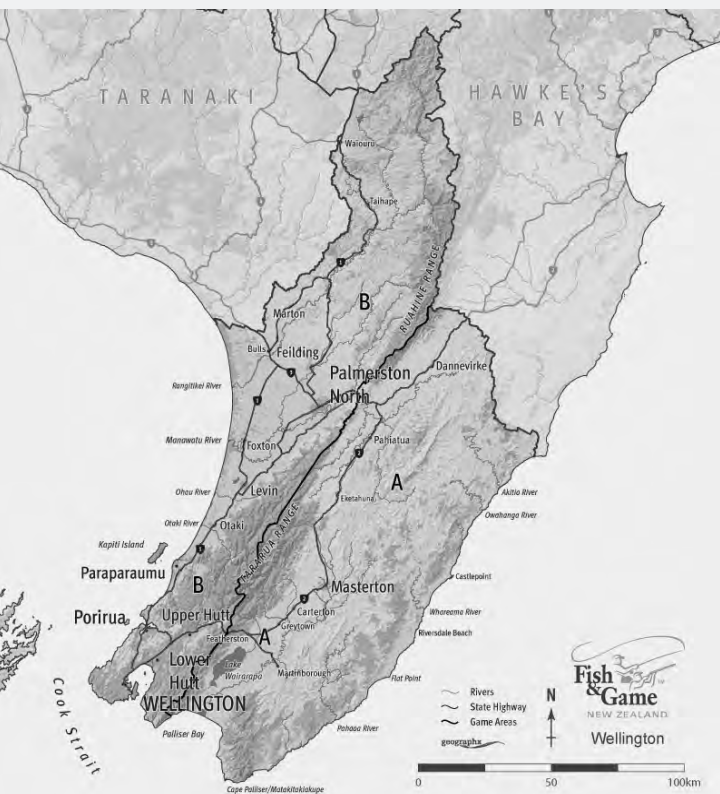 TARANAKI
HAWKE'S
BAY
Waiouru
Taihape
1
B
RUAHINE RANGE
Marton
Bulls
Feilding
Palmerston
North
Dannevirke
Rangitikei River
Manawatu River
Foxton
Pahiatua
A
Levin
Eketahuna
Ohau River
Akitio River
Otaki River
Otaki
Owahanga River
TARARUA RANGE
Kapiti Island
Paraparaumu
B
Masterton
Castlepoint
Porirua
Upper Hutt
Carterton
Greytown
Whareama River
Featherston
A
Riversdale Beach
Lower
Hutt
Lake
Wairarapa
Martinborough
Flat Point
WELLINGTON
Cook Strait
Palliser Bay
Pahaoa River
Cape Palliser/Matakitakiakupe
Rivers
State Highway
Game Areas
geographx
N
Fish
&Game
NEW ZEALAND
Wellington
0
50
100km